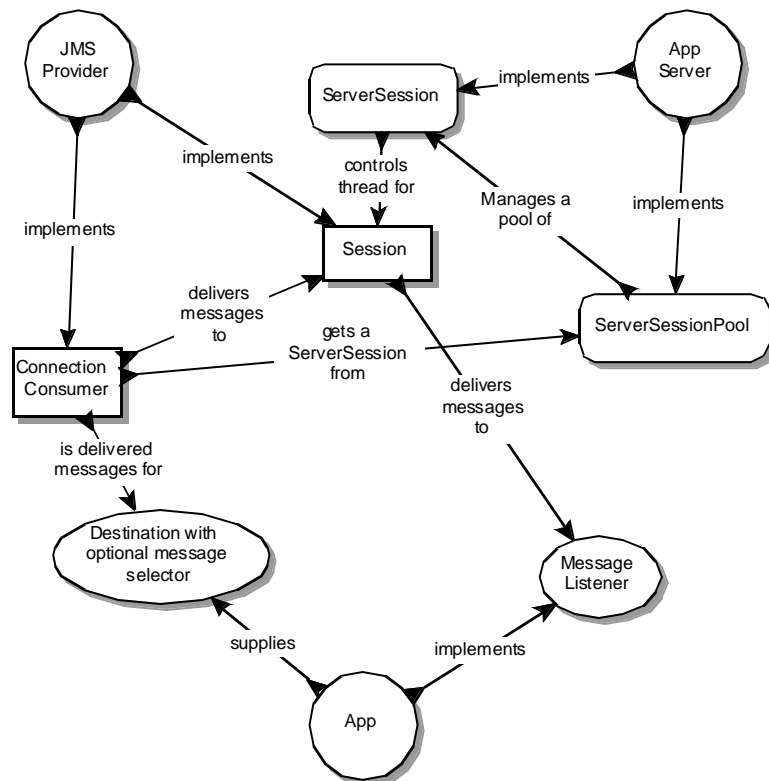 JMS
Provider
App
Server
ServerSession
implements
implements
controls
thread for
Manages a
pool of
implements
implements
Session
delivers
messages
to
gets a
ServerSession
from
ServerSessionPool
Connection
Consumer
delivers
messages
to
is delivered
messages for
Destination with
optional message
selector
Message
Listener
supplies
implements
App